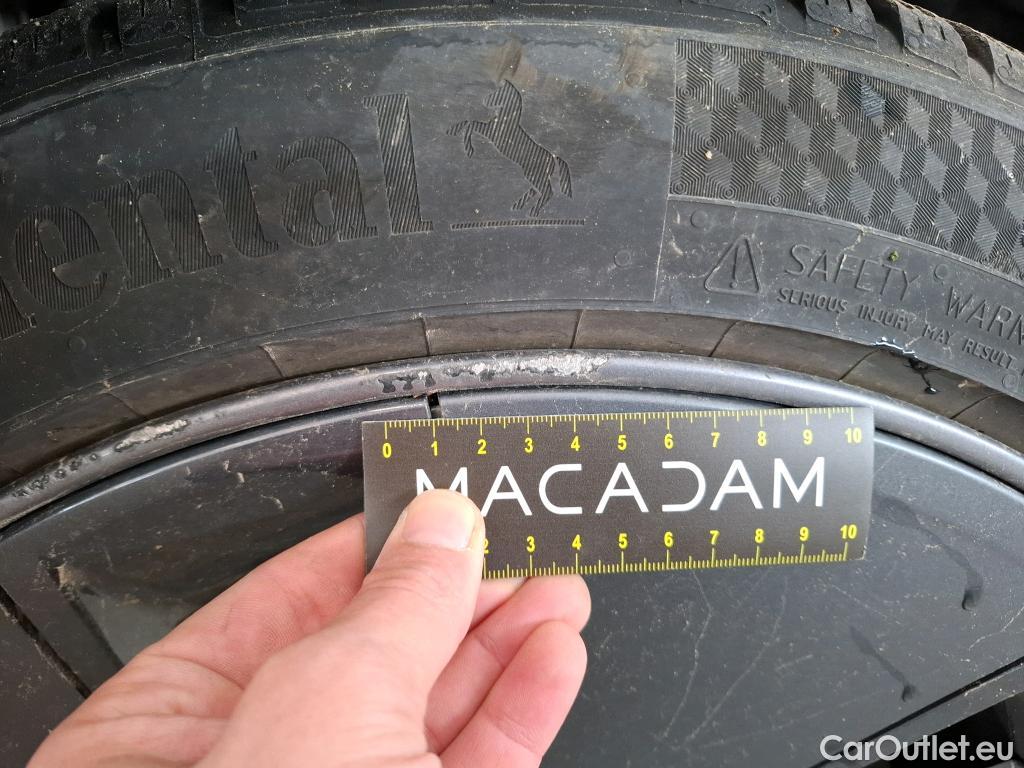 nental
SAFETY WARN
SERIOUS INJURY MAY RESULT
0 1 2 3 4 5 6 7 8 9 10
MACADAM
2 3 4 5 6 7 8 9 10
CarOutlet.eu